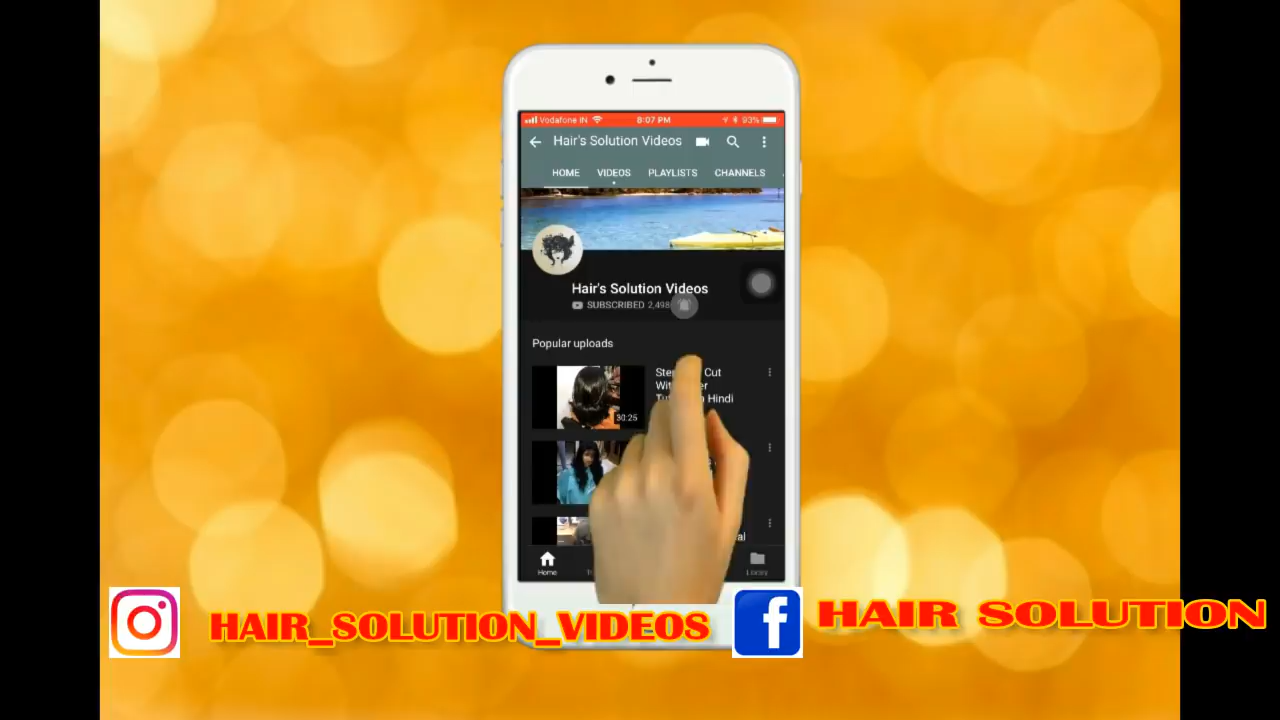 Vodafone IN 8:07 PM 93%
Hair's Solution Videos
HOME VIDEOS PLAYLISTS CHANNELS
Hair's Solution Videos
SUBSCRIBED 2,498
Popular uploads
Cut
Hindi
30:25
Home
Library
HAIR_SOLUTION_VIDEOS
HAIR SOLUTION